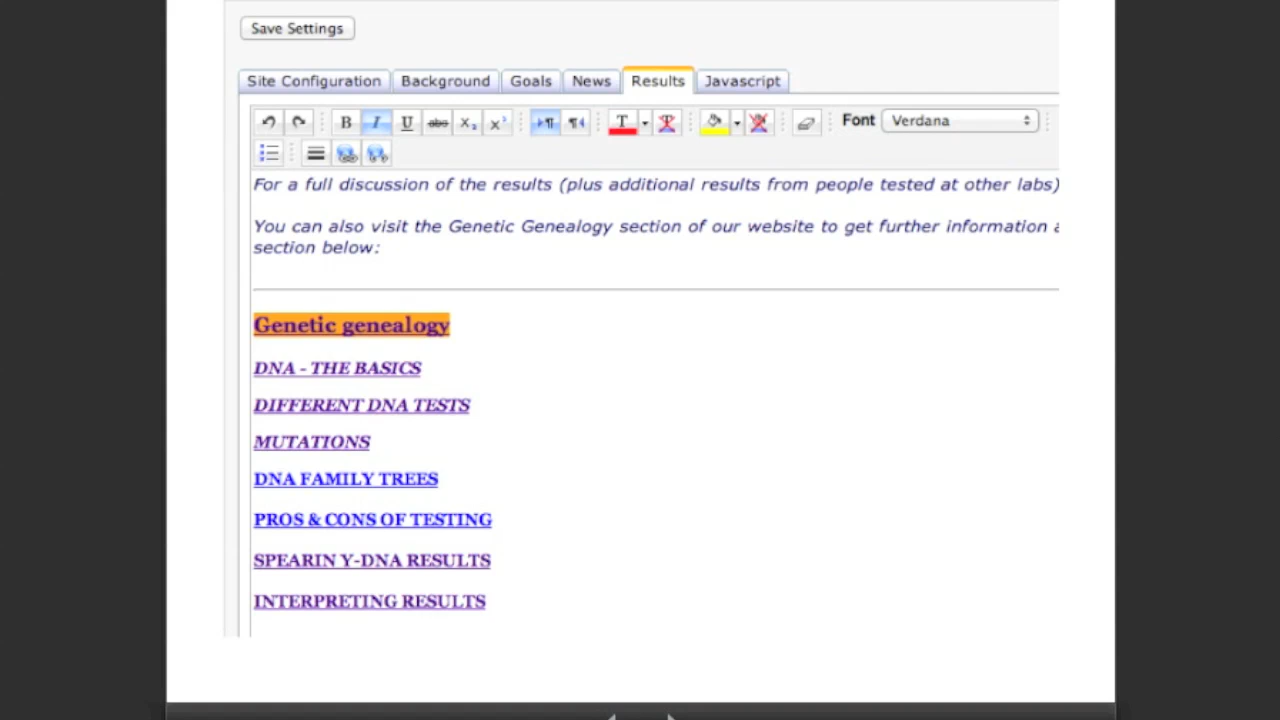 Save Settings
Site Configuration Background Goals News Results Javascript
B I U abc X₂ X² T T Font Verdana
For a full discussion of the results (plus additional results from people tested at other labs)
You can also visit the Genetic Genealogy section of our website to get further information a
section below:
Genetic genealogy
DNA - THE BASICS
DIFFERENT DNA TESTS
MUTATIONS
DNA FAMILY TREES
PROS & CONS OF TESTING
SPEARIN Y-DNA RESULTS
INTERPRETING RESULTS